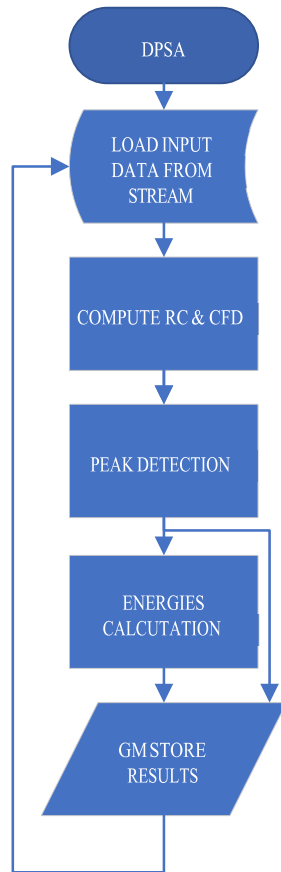 DPSA
LOAD INPUT
DATA FROM
STREAM
COMPUTE RC & CFD
PEAK DETECTION
ENERGIES
CALCUTATION
GM STORE
RESULTS